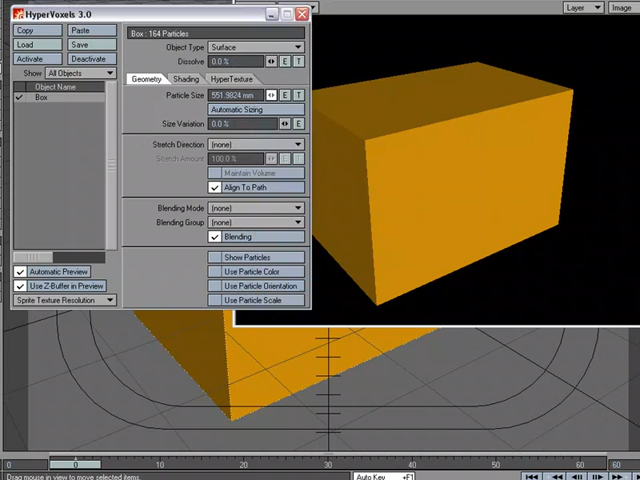 HyperVoxels 3.0
Layer
Image
Copy
Paste
Load
Save
Activate
Deactivate
Show
All Objects
Object Name
Box
Automatic Preview
Use Z-Buffer in Preview
Sprite Texture Resolution
Box : 164 Particles
Object Type
Surface
Dissolve
0.0 %
E
T
Geometry
Shading
HyperTexture
Particle Size
551.9824 mm
E
T
Automatic Sizing
Size Variation
0.0 %
E
Stretch Direction
(none)
Stretch Amount
100.0 %
E
T
Maintain Volume
Align To Path
Blending Mode
(none)
Blending Group
(none)
Blending
Show Particles
Use Particle Color
Use Particle Orientation
Use Particle Scale
0
0
10
20
30
40
50
60
60
Drag mouse in view to move selected items.
Auto Key
+F1